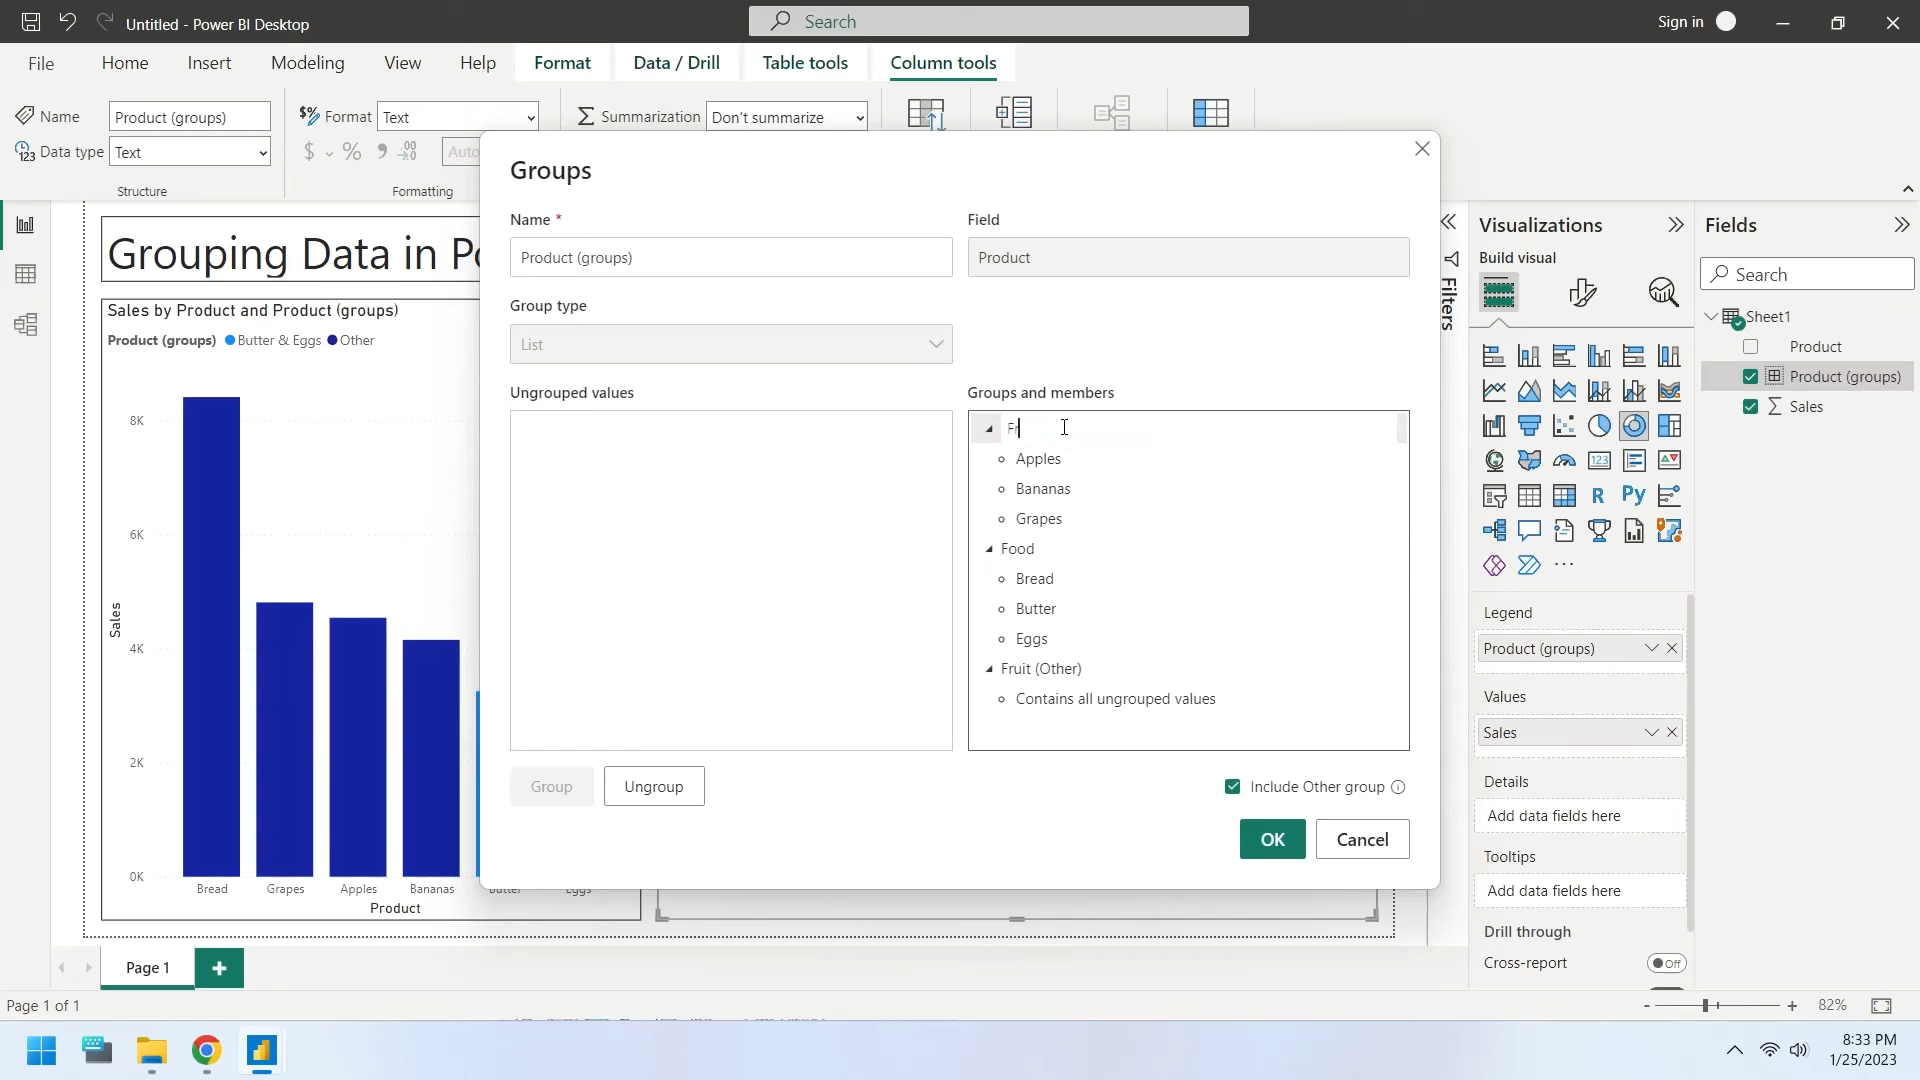 Untitled - Power BI Desktop
Search
Sign in
File
Home
Insert
Modeling
View
Help
Format
Data / Drill
Table tools
Column tools
Name
Product (groups)
Format
Text
Summarization
Don't summarize
Data type
Text
Auto
Structure
Formatting
Groups
Name *
Field
Product (groups)
Product
Group type
List
Ungrouped values
Groups and members
Fr
Apples
Bananas
Grapes
Food
Bread
Butter
Eggs
Fruit (Other)
Contains all ungrouped values
Group
Ungroup
Include Other group
OK
Cancel
Grouping Data in Po
Sales by Product and Product (groups)
Product (groups)
Butter & Eggs
Other
8K
6K
4K
2K
0K
Sales
Bread
Grapes
Apples
Bananas
Butter
Eggs
Product
Filters
Visualizations
Build visual
123
R
Py
Legend
Product (groups)
Values
Sales
Details
Add data fields here
Tooltips
Add data fields here
Drill through
Cross-report
Off
Fields
Search
Sheet1
Product
Product (groups)
Sales
Page 1
Page 1 of 1
82%
8:33 PM
1/25/2023